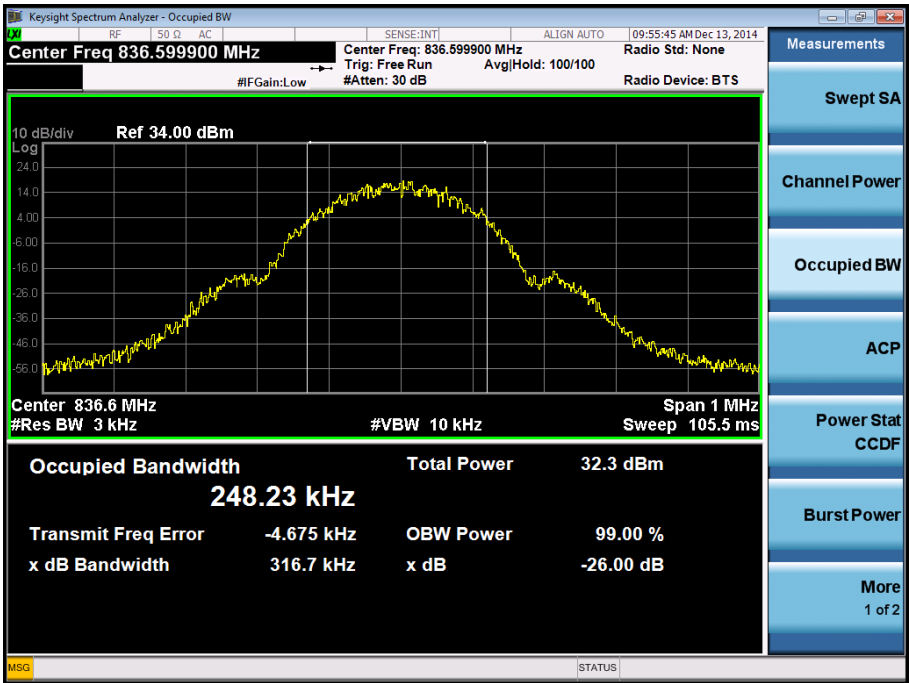 Keysight Spectrum Analyzer - Occupied BW
LXI RF 50 Ω AC SENSE:INT ALIGN AUTO 09:55:45 AM Dec 13, 2014
Center Freq 836.599900 MHz Center Freq: 836.599900 MHz Radio Std: None
Trig: Free Run Avg|Hold: 100/100
#IFGain:Low #Atten: 30 dB Radio Device: BTS
10 dB/div Ref 34.00 dBm
Log
24.0
14.0
4.00
-6.00
-16.0
-26.0
-36.0
-46.0
-56.0
Center 836.6 MHz Span 1 MHz
#Res BW 3 kHz #VBW 10 kHz Sweep 105.5 ms
Occupied Bandwidth Total Power 32.3 dBm
248.23 kHz
Transmit Freq Error -4.675 kHz OBW Power 99.00 %
x dB Bandwidth 316.7 kHz x dB -26.00 dB
MSG STATUS
Measurements
Swept SA
Channel Power
Occupied BW
ACP
Power Stat
CCDF
Burst Power
More
1 of 2